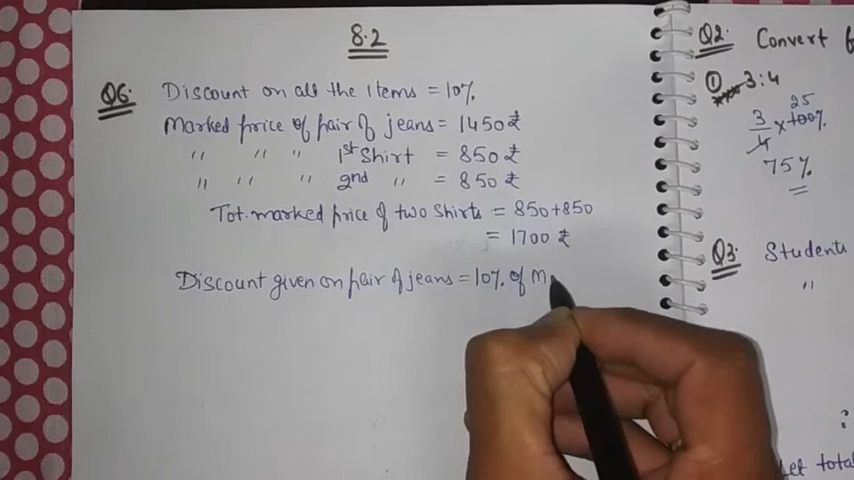 8.2
Q6. Discount on all the Items = 10%.
Marked price of pair of jeans = 1450 ₹
" " " 1st Shirt = 850 ₹
" " " 2nd " = 850 ₹
Tot. marked price of two shirts = 850+850
= 1700 ₹
Discount given on pair of jeans = 10% of M
Q2. Convert
① 3:4
3/4 x 100%
25
75%
Q3. Students
"
let total